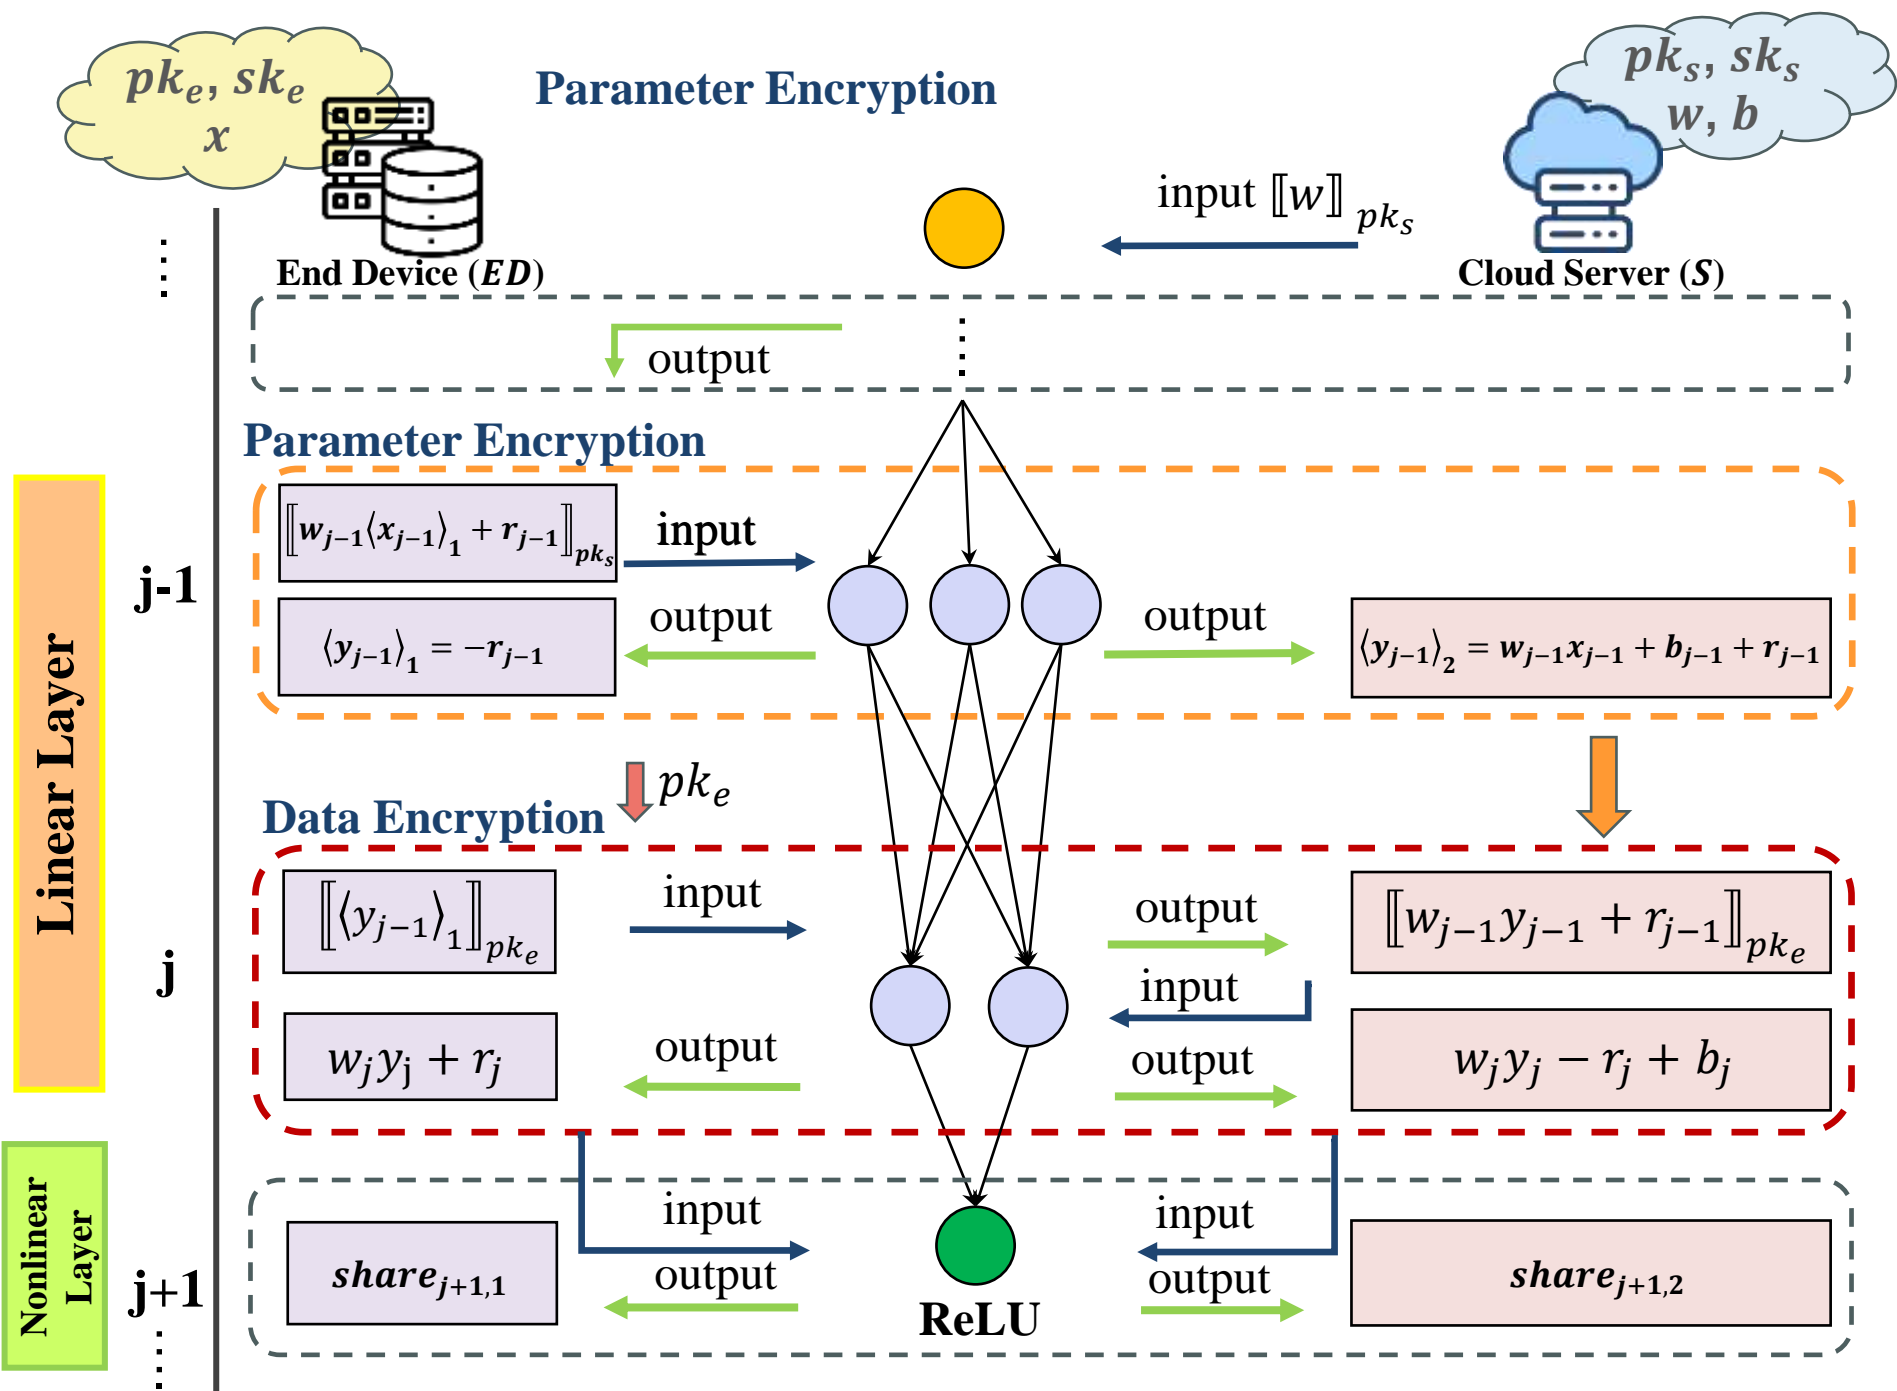 pk_e, sk_e
x
Parameter Encryption
pk_s, sk_s
w, b
input ⟦w⟧_{pk_s}
End Device (ED)
Cloud Server (S)
output
Parameter Encryption
⟦w_{j−1}⟨x_{j−1}⟩_1 + r_{j−1}⟧_{pk_s}
input
j-1
⟨y_{j−1}⟩_1 = −r_{j−1}
output
output
⟨y_{j−1}⟩_2 = w_{j−1}x_{j−1} + b_{j−1} + r_{j−1}
Linear Layer
pk_e
Data Encryption
⟦⟨y_{j−1}⟩_1⟧_{pk_e}
input
output
⟦w_{j−1}y_{j−1} + r_{j−1}⟧_{pk_e}
j
input
w_jy_j + r_j
output
output
w_jy_j − r_j + b_j
Nonlinear
Layer
input
input
share_{j+1,1}
output
output
share_{j+1,2}
j+1
ReLU